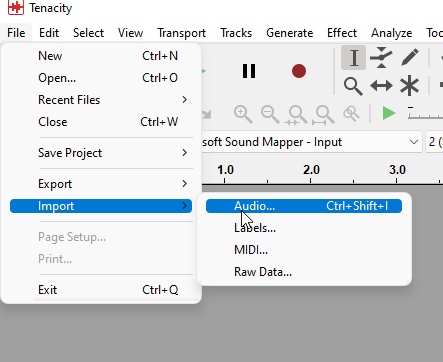 Tenacity
File Edit Select View Transport Tracks Generate Effect Analyze
New Ctrl+N
Open... Ctrl+O
Recent Files
Close Ctrl+W
soft Sound Mapper - Input
Save Project
1.0 2.0 3.0
Export
Import
Audio... Ctrl+Shift+I
Labels...
Page Setup...
MIDI...
Print...
Raw Data...
Exit Ctrl+Q